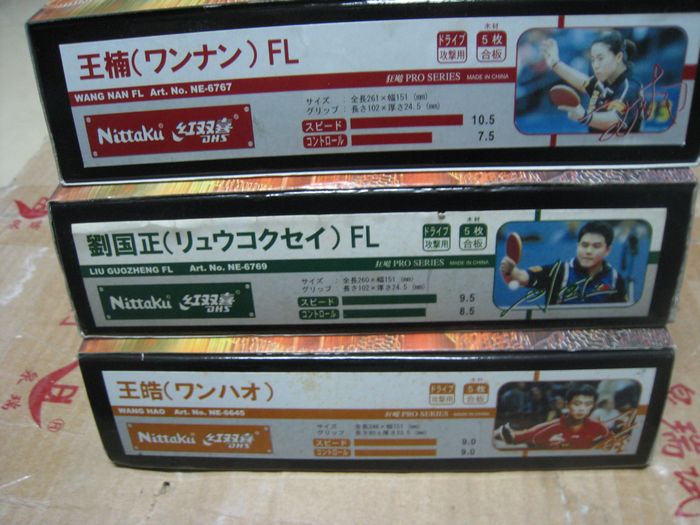 王楠(ワンナン) FL
ドライブ
攻撃用
木材
5枚
合板
狂飈 PRO SERIES MADE IN CHINA
WANG NAN FL Art. No. NE-6767
サイズ : 全長261×幅151 (mm)
グリップ : 長さ102×厚さ24.5 (mm)
Nittaku 红双喜
DHS
スピード 10.5
コントロール 7.5
劉国正(リュウコクセイ) FL
ドライブ
攻撃用
木材
5枚
合板
狂飈 PRO SERIES MADE IN CHINA
LIU GUOZHENG FL Art. No. NE-6769
サイズ : 全長260×幅151 (mm)
グリップ : 長さ102×厚さ24.5 (mm)
Nittaku 红双喜
DHS
スピード 9.5
コントロール 8.5
王皓(ワンハオ)
ドライブ
攻撃用
木材
5枚
合板
狂飈 PRO SERIES MADE IN CHINA
WANG HAO Art. No. NE-6645
サイズ
グリップ
Nittaku 红双喜
DHS
スピード 9.0
コントロール 9.0